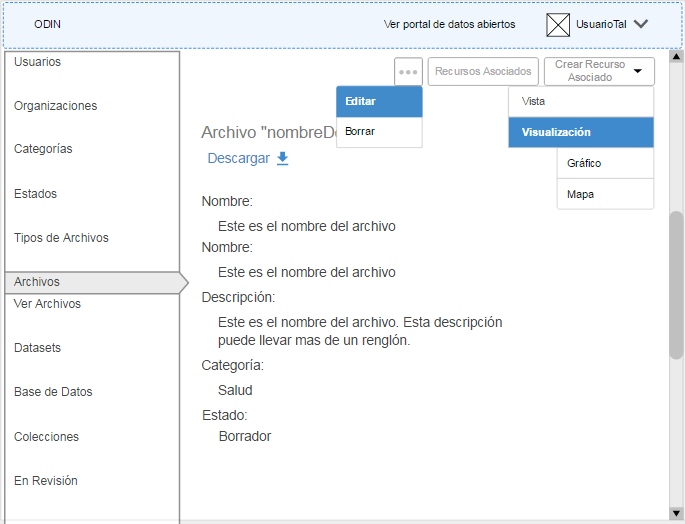 ODIN
Ver portal de datos abiertos
UsuarioTal
Usuarios
Organizaciones
Categorías
Estados
Tipos de Archivos
Archivos
Ver Archivos
Datasets
Base de Datos
Colecciones
En Revisión
Recursos Asociados
Crear Recurso
Asociado
Editar
Borrar
Vista
Visualización
Gráfico
Mapa
Archivo "nombreDe
Descargar
Nombre:
Este es el nombre del archivo
Nombre:
Este es el nombre del archivo
Descripción:
Este es el nombre del archivo. Esta descripción
puede llevar mas de un renglón.
Categoría:
Salud
Estado:
Borrador